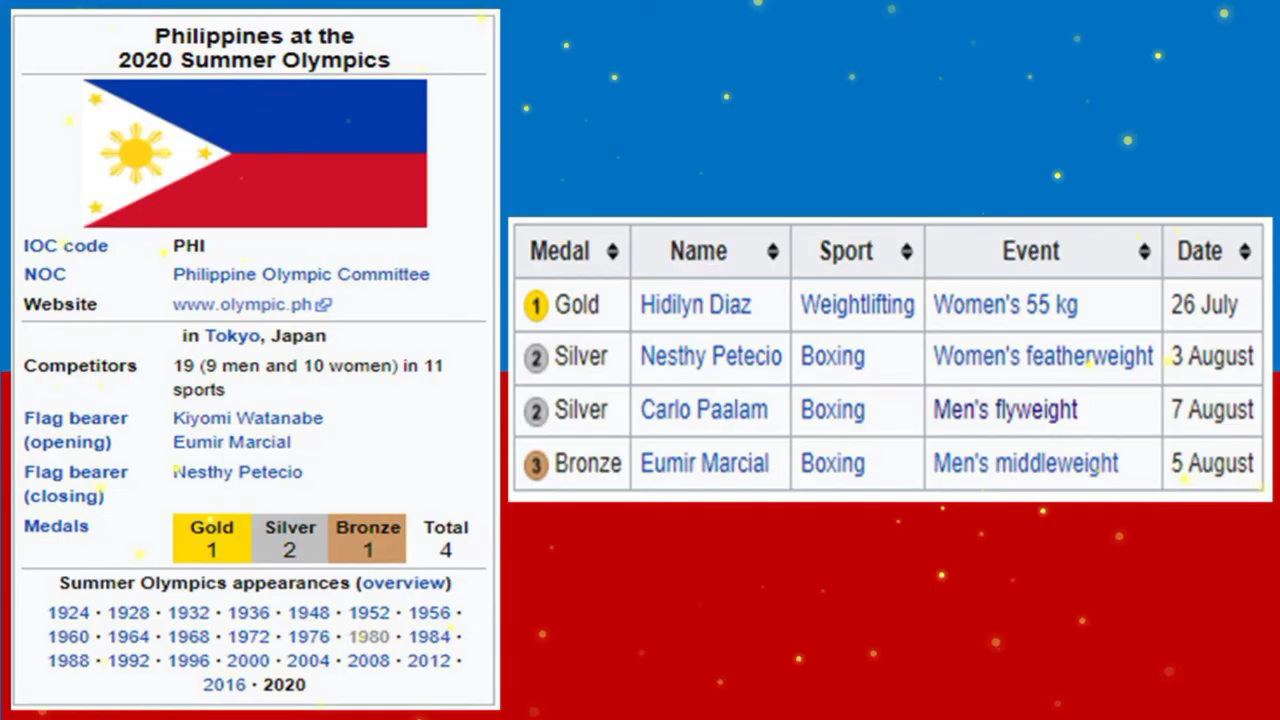 Philippines at the
2020 Summer Olympics
IOC code PHI
NOC Philippine Olympic Committee
Website www.olympic.ph
in Tokyo, Japan
Competitors 19 (9 men and 10 women) in 11
sports
Flag bearer Kiyomi Watanabe
(opening) Eumir Marcial
Flag bearer Nesthy Petecio
(closing)
Medals Gold Silver Bronze Total
1 2 1 4
Summer Olympics appearances (overview)
1924 · 1928 · 1932 · 1936 · 1948 · 1952 · 1956 ·
1960 · 1964 · 1968 · 1972 · 1976 · 1980 · 1984 ·
1988 · 1992 · 1996 · 2000 · 2004 · 2008 · 2012 ·
2016 · 2020
Medal Name Sport Event Date
1 Gold Hidilyn Diaz Weightlifting Women's 55 kg 26 July
2 Silver Nesthy Petecio Boxing Women's featherweight 3 August
2 Silver Carlo Paalam Boxing Men's flyweight 7 August
3 Bronze Eumir Marcial Boxing Men's middleweight 5 August